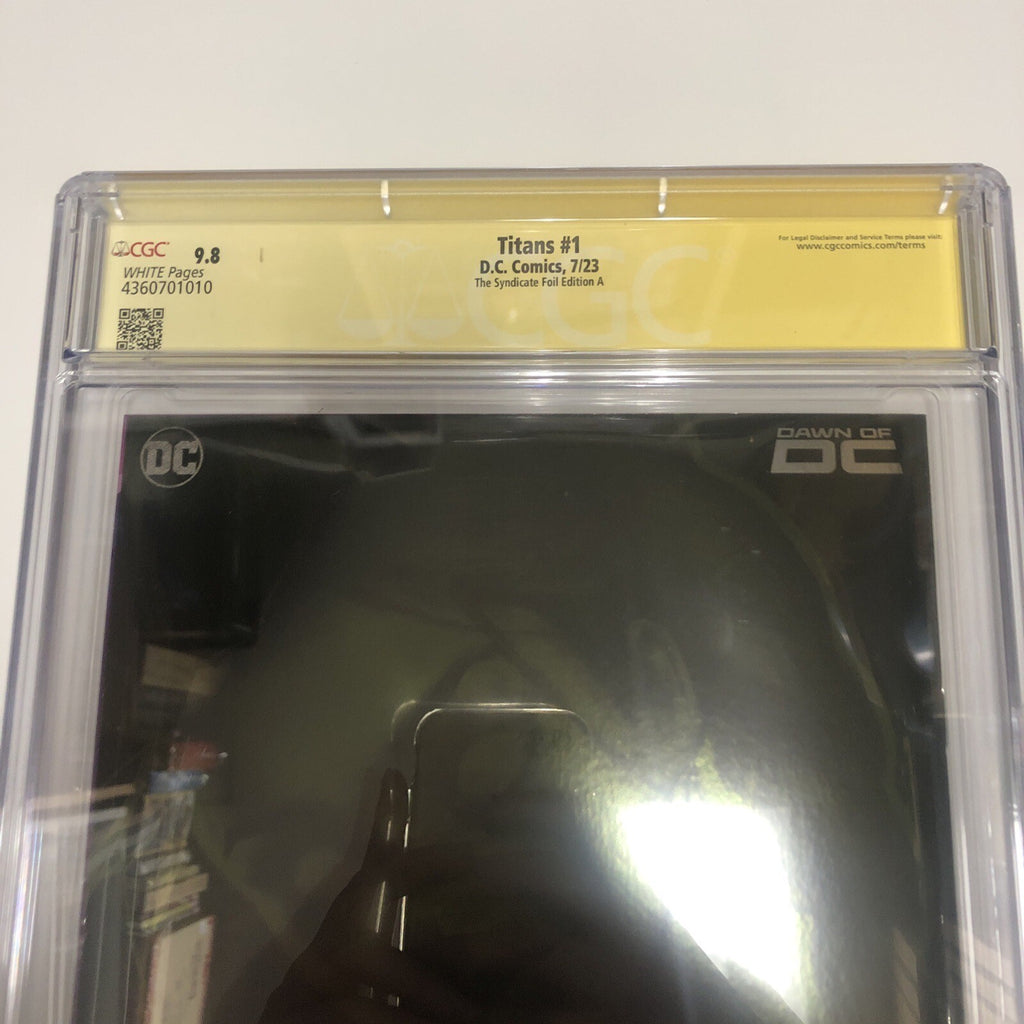 CGC 9.8
WHITE Pages
4360701010
Titans #1
D.C. Comics, 7/23
The Syndicate Foil Edition A
For Legal Disclaimer and Service Terms please visit:
www.cgccomics.com/terms
CGC
DC
DAWN OF
DC